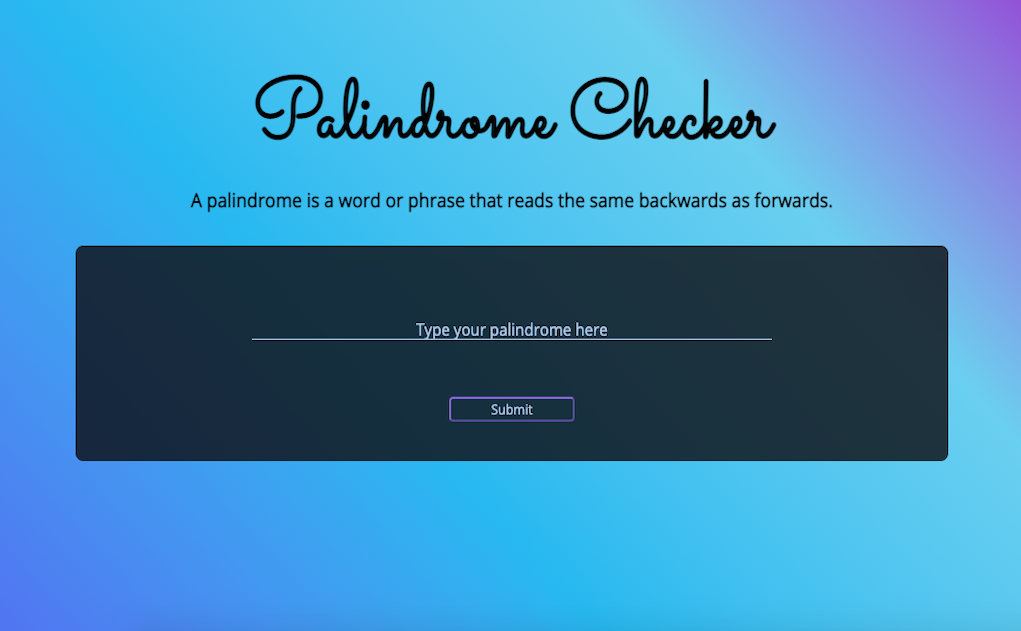 Palindrome Checker
A palindrome is a word or phrase that reads the same backwards as forwards.
Type your palindrome here
Submit